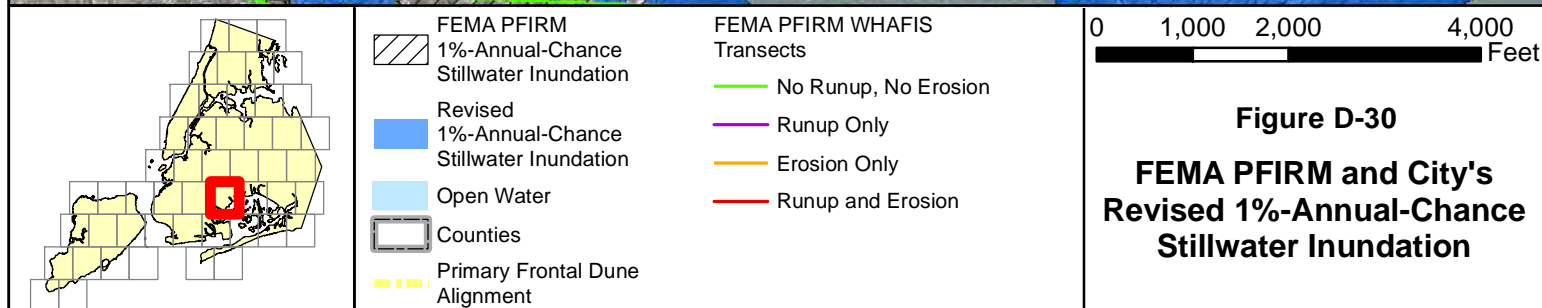 FEMA PFIRM
1%-Annual-Chance
Stillwater Inundation
Revised
1%-Annual-Chance
Stillwater Inundation
Open Water
Counties
Primary Frontal Dune
Alignment
FEMA PFIRM WHAFIS
Transects
No Runup, No Erosion
Runup Only
Erosion Only
Runup and Erosion
0 1,000 2,000 4,000
Feet
Figure D-30
FEMA PFIRM and City's
Revised 1%-Annual-Chance
Stillwater Inundation